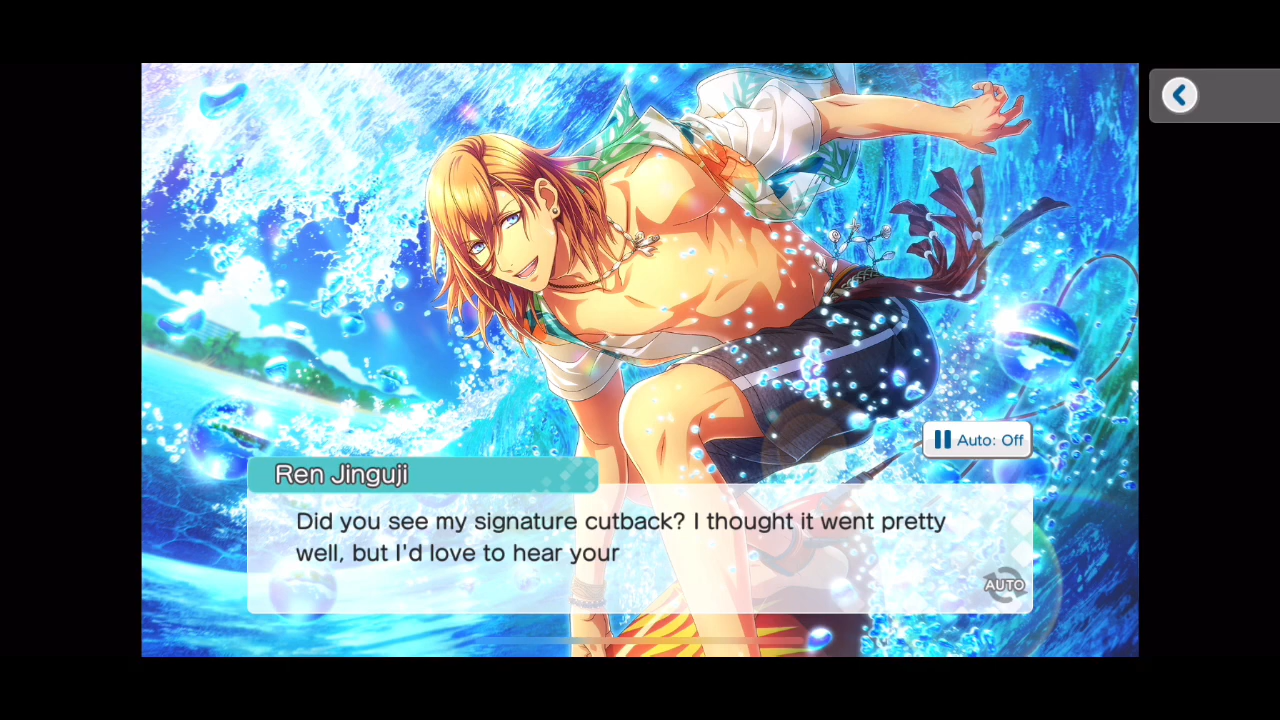 Auto: Off
Ren Jinguji
Did you see my signature cutback? I thought it went pretty
well, but I'd love to hear your
AUTO